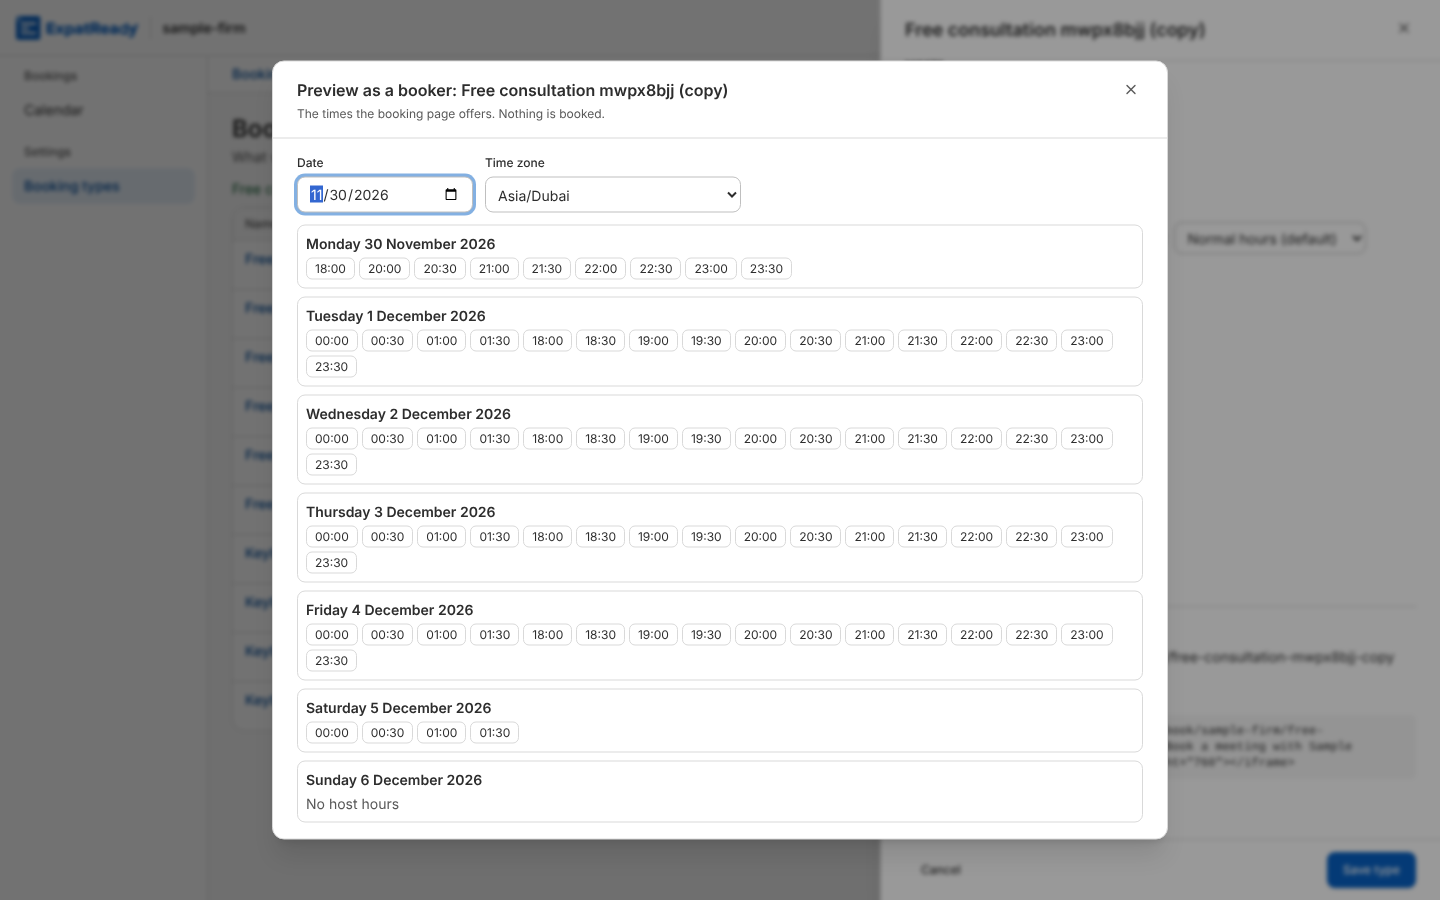 ExpatReady sample-firm
Free consultation mwpx8bjj (copy)
Bookings
Calendar
Settings
Booking types
Preview as a booker: Free consultation mwpx8bjj (copy)
The times the booking page offers. Nothing is booked.
Date Time zone
11/30/2026 Asia/Dubai
Monday 30 November 2026
18:00 20:00 20:30 21:00 21:30 22:00 22:30 23:00 23:30
Tuesday 1 December 2026
00:00 00:30 01:00 01:30 18:00 18:30 19:00 19:30 20:00 20:30 21:00 21:30 22:00 22:30 23:00
23:30
Wednesday 2 December 2026
00:00 00:30 01:00 01:30 18:00 18:30 19:00 19:30 20:00 20:30 21:00 21:30 22:00 22:30 23:00
23:30
Thursday 3 December 2026
00:00 00:30 01:00 01:30 18:00 18:30 19:00 19:30 20:00 20:30 21:00 21:30 22:00 22:30 23:00
23:30
Friday 4 December 2026
00:00 00:30 01:00 01:30 18:00 18:30 19:00 19:30 20:00 20:30 21:00 21:30 22:00 22:30 23:00
23:30
Saturday 5 December 2026
00:00 00:30 01:00 01:30
Sunday 6 December 2026
No host hours
Normal hours (default)
/free-consultation-mwpx8bjj-copy
book/sample-firm/free-
Book a meeting with Sample
ht="760"></iframe>
Cancel
Save type